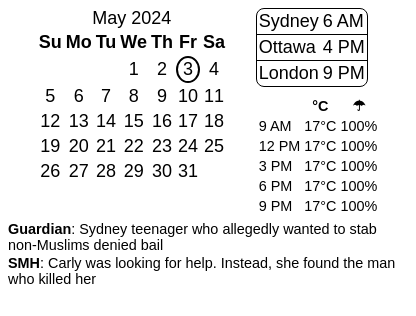 May 2024
Su Mo Tu We Th Fr Sa
1 2 3 4
5 6 7 8 9 10 11
12 13 14 15 16 17 18
19 20 21 22 23 24 25
26 27 28 29 30 31
Sydney 6 AM
Ottawa 4 PM
London 9 PM
°C ☂
9 AM 17°C 100%
12 PM 17°C 100%
3 PM 17°C 100%
6 PM 17°C 100%
9 PM 17°C 100%
Guardian: Sydney teenager who allegedly wanted to stab
non-Muslims denied bail
SMH: Carly was looking for help. Instead, she found the man
who killed her